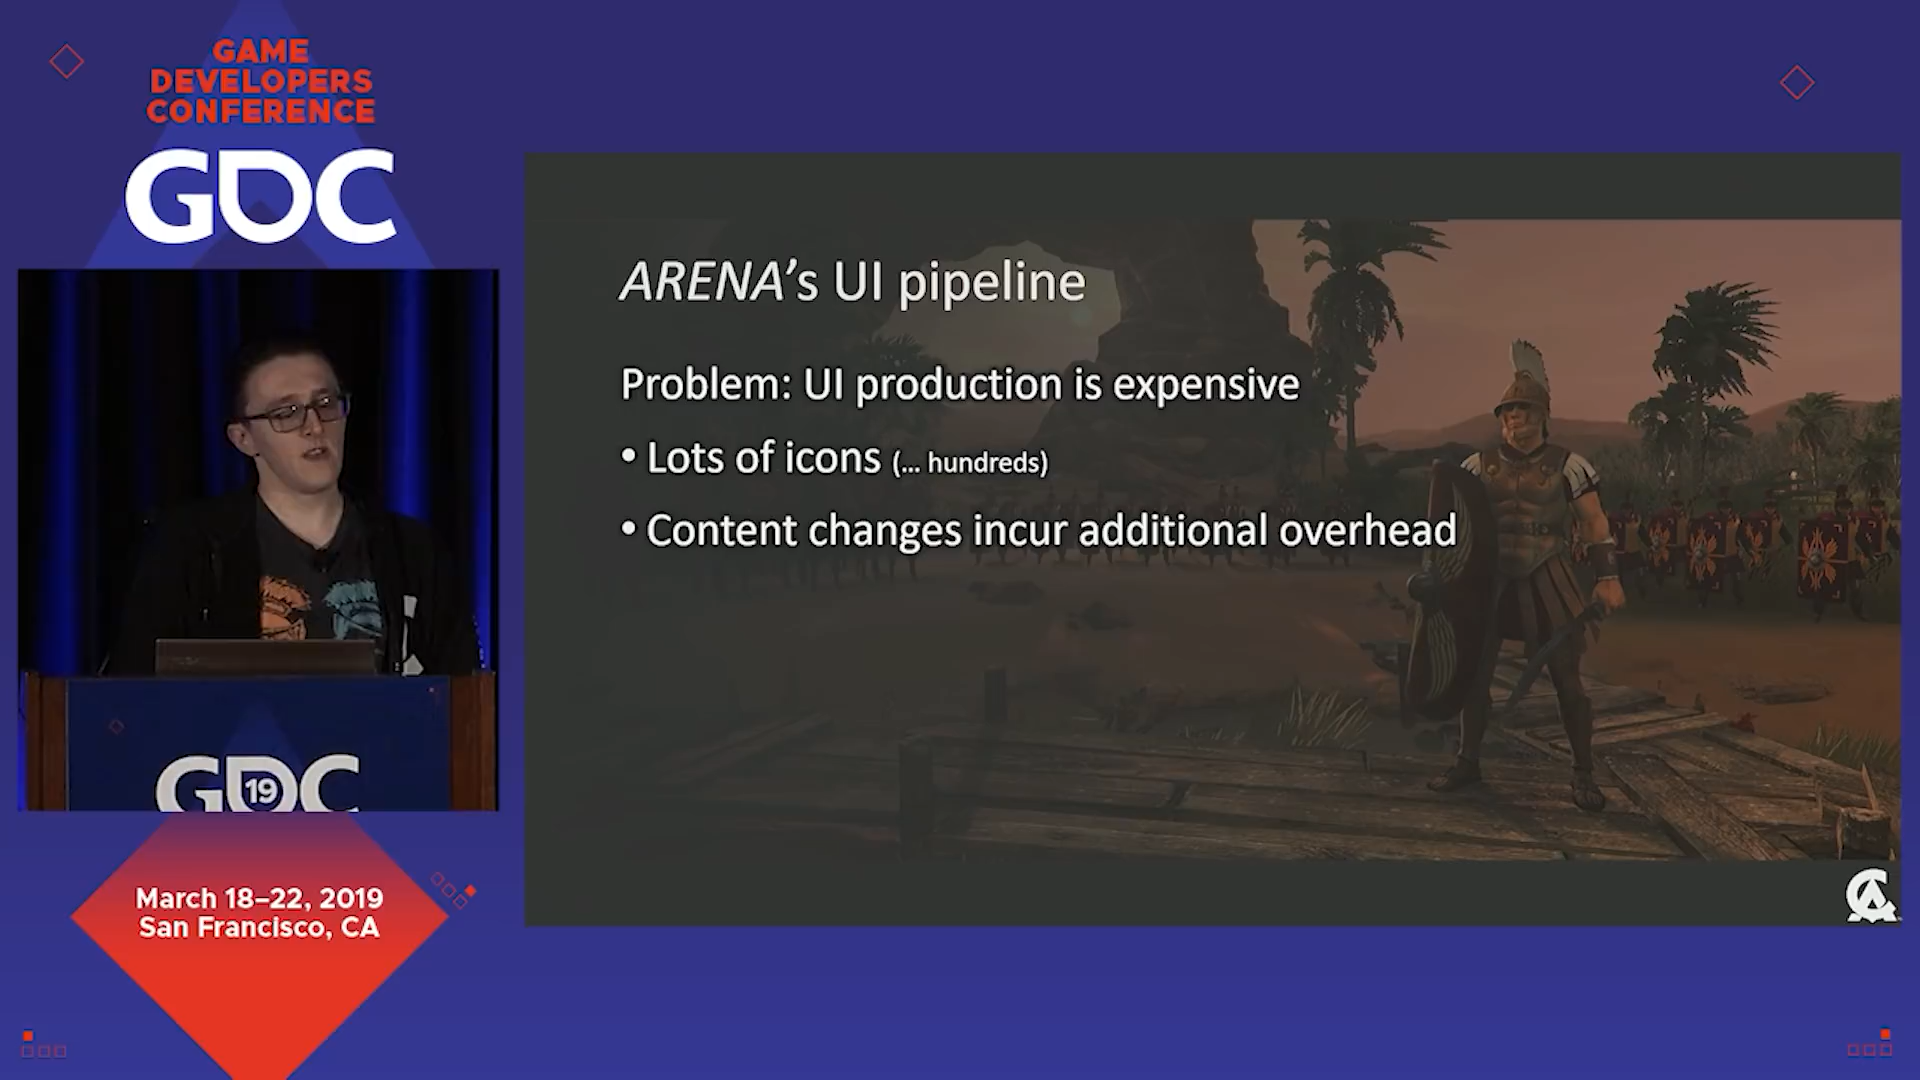 GAME
DEVELOPERS
CONFERENCE
GDC
ARENA's UI pipeline
Problem: UI production is expensive
• Lots of icons (... hundreds)
• Content changes incur additional overhead
GDC
19
March 18–22, 2019
San Francisco, CA
CA